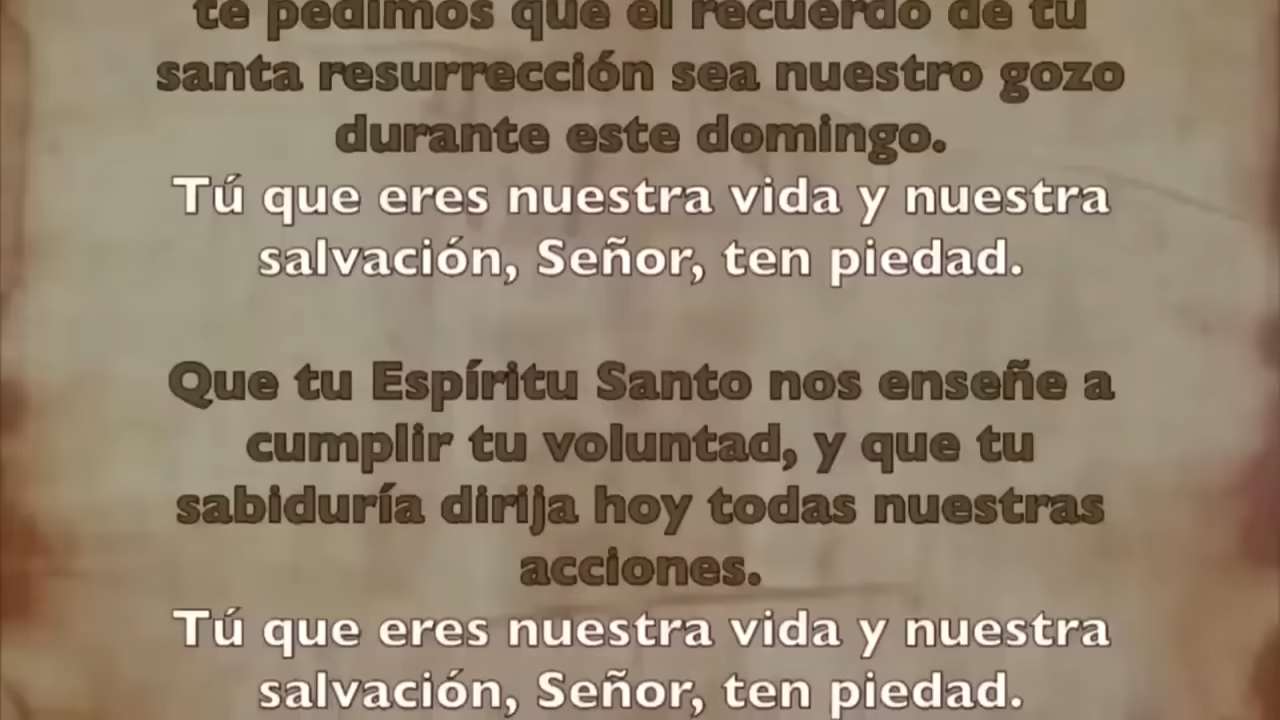 te pedimos que el recuerdo de tu
santa resurrección sea nuestro gozo
durante este domingo.
Tú que eres nuestra vida y nuestra
salvación, Señor, ten piedad.
Que tu Espíritu Santo nos enseñe a
cumplir tu voluntad, y que tu
sabiduría dirija hoy todas nuestras
acciones.
Tú que eres nuestra vida y nuestra
salvación, Señor, ten piedad.